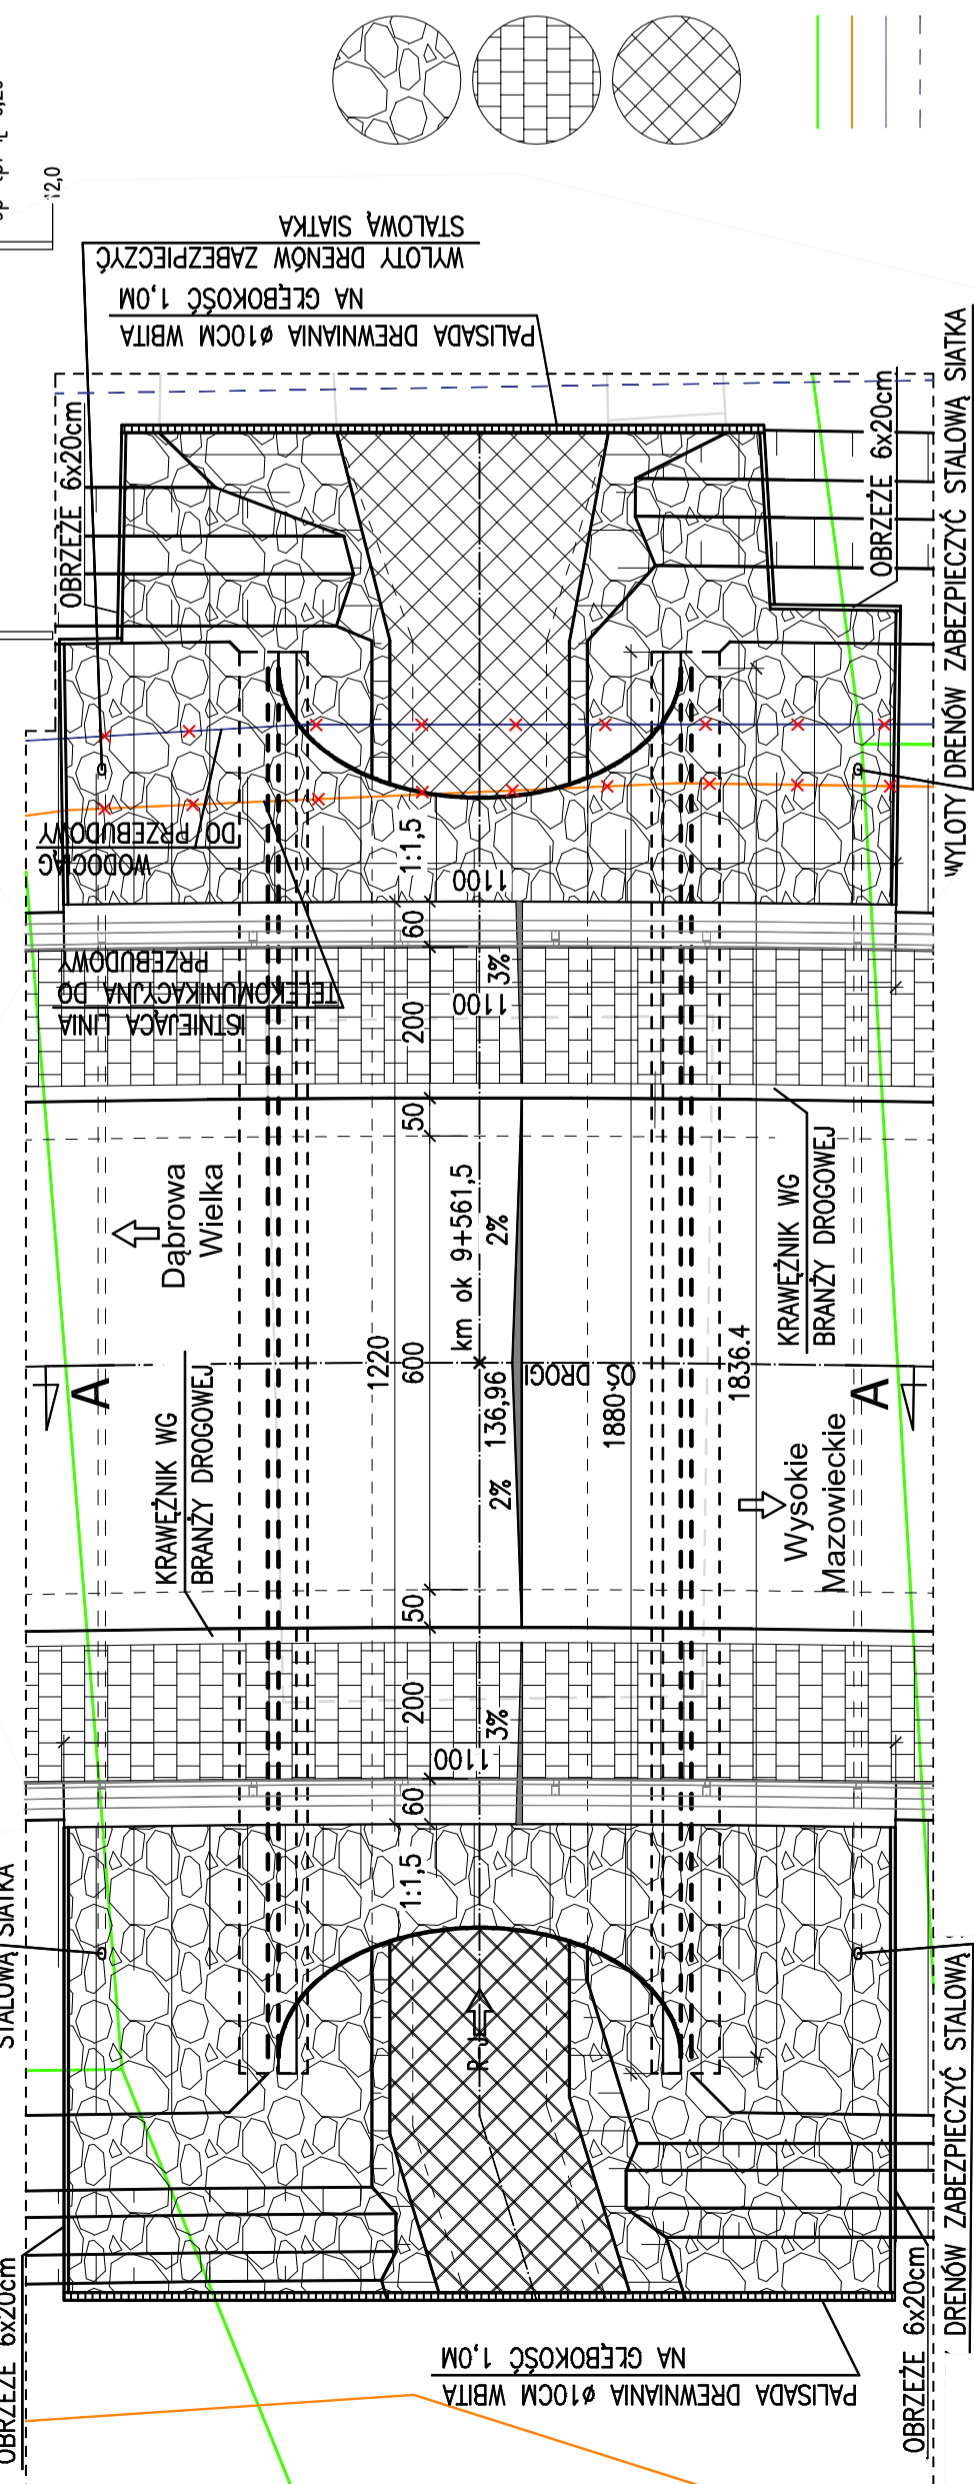 12,0
WYLOTY DRENÓW ZABEZPIECZYĆ
STALOWĄ SIATKA
PALISADA DREWNIANIA ø10CM WBITA
NA GŁĘBOKOŚĆ 1,0M
OBRZEŻE 6x20cm
OBRZEŻE 6x20cm
WYLOTY DRENÓW ZABEZPIECZYĆ STALOWĄ SIATKA
WODOCIĄG
DO PRZEBUDOWY
ISTNIEJĄCA LINIA
TELEKOMUNIKACYJNA DO
PRZEBUDOWY
1:1,5
1100
60
3%
1100
200
50
Dąbrowa
Wielka
km ok 9+561,5
2%
KRAWĘŻNIK WG
BRANŻY DROGOWEJ
1220
600
136,96
OŚ DROGI
1880
1836.4
A
A
KRAWĘŻNIK WG
BRANŻY DROGOWEJ
2%
Wysokie
Mazowieckie
50
200
3%
1100
60
1:1,5
STALOWĄ SIATKA
OBRZEŻE 6x20cm
PALISADA DREWNIANIA ø10CM WBITA
NA GŁĘBOKOŚĆ 1,0M
OBRZEŻE 6x20cm
DRENÓW ZABEZPIECZYĆ STALOWĄ